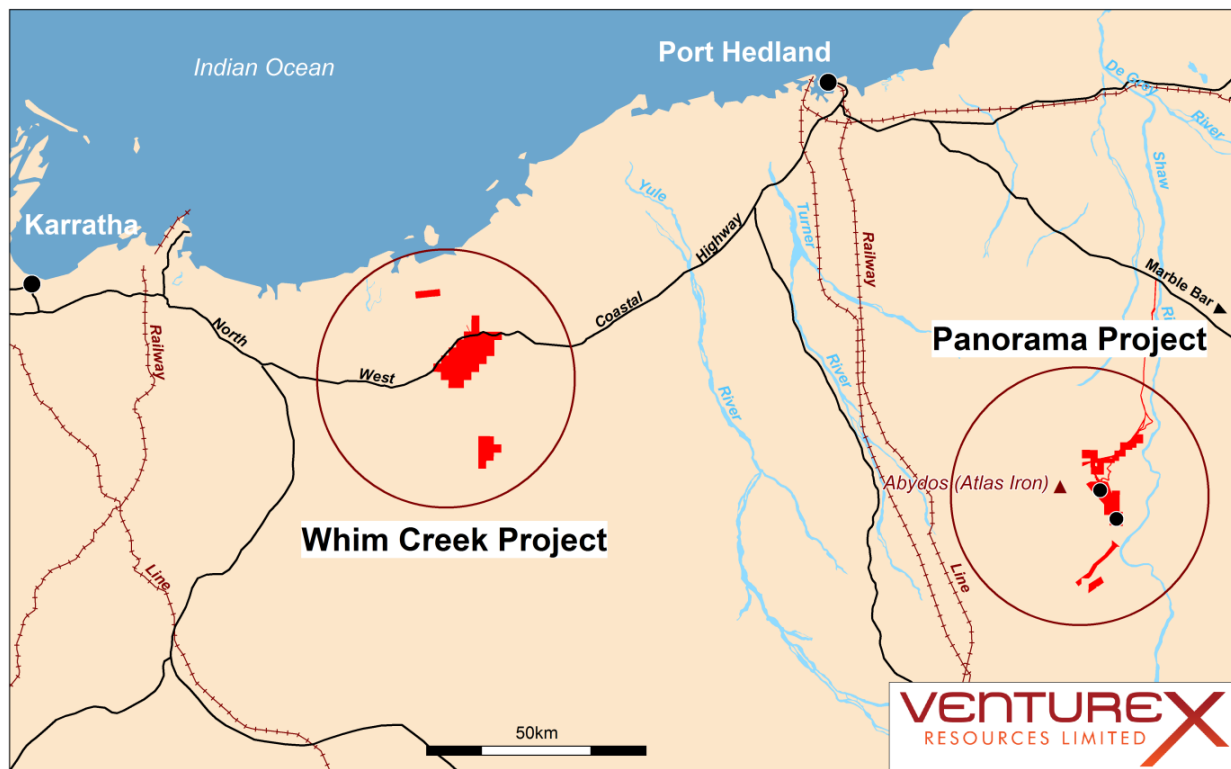 Port Hedland
Indian Ocean
De Grey
River
Karratha
Yule
Shaw
Turner
Highway
Railway
Marble Bar
River
Coastal
North
Railway
West
Panorama Project
River
River
Abydos (Atlas Iron)
Whim Creek Project
Line
Line
50km
VENTUREX
RESOURCES LIMITED